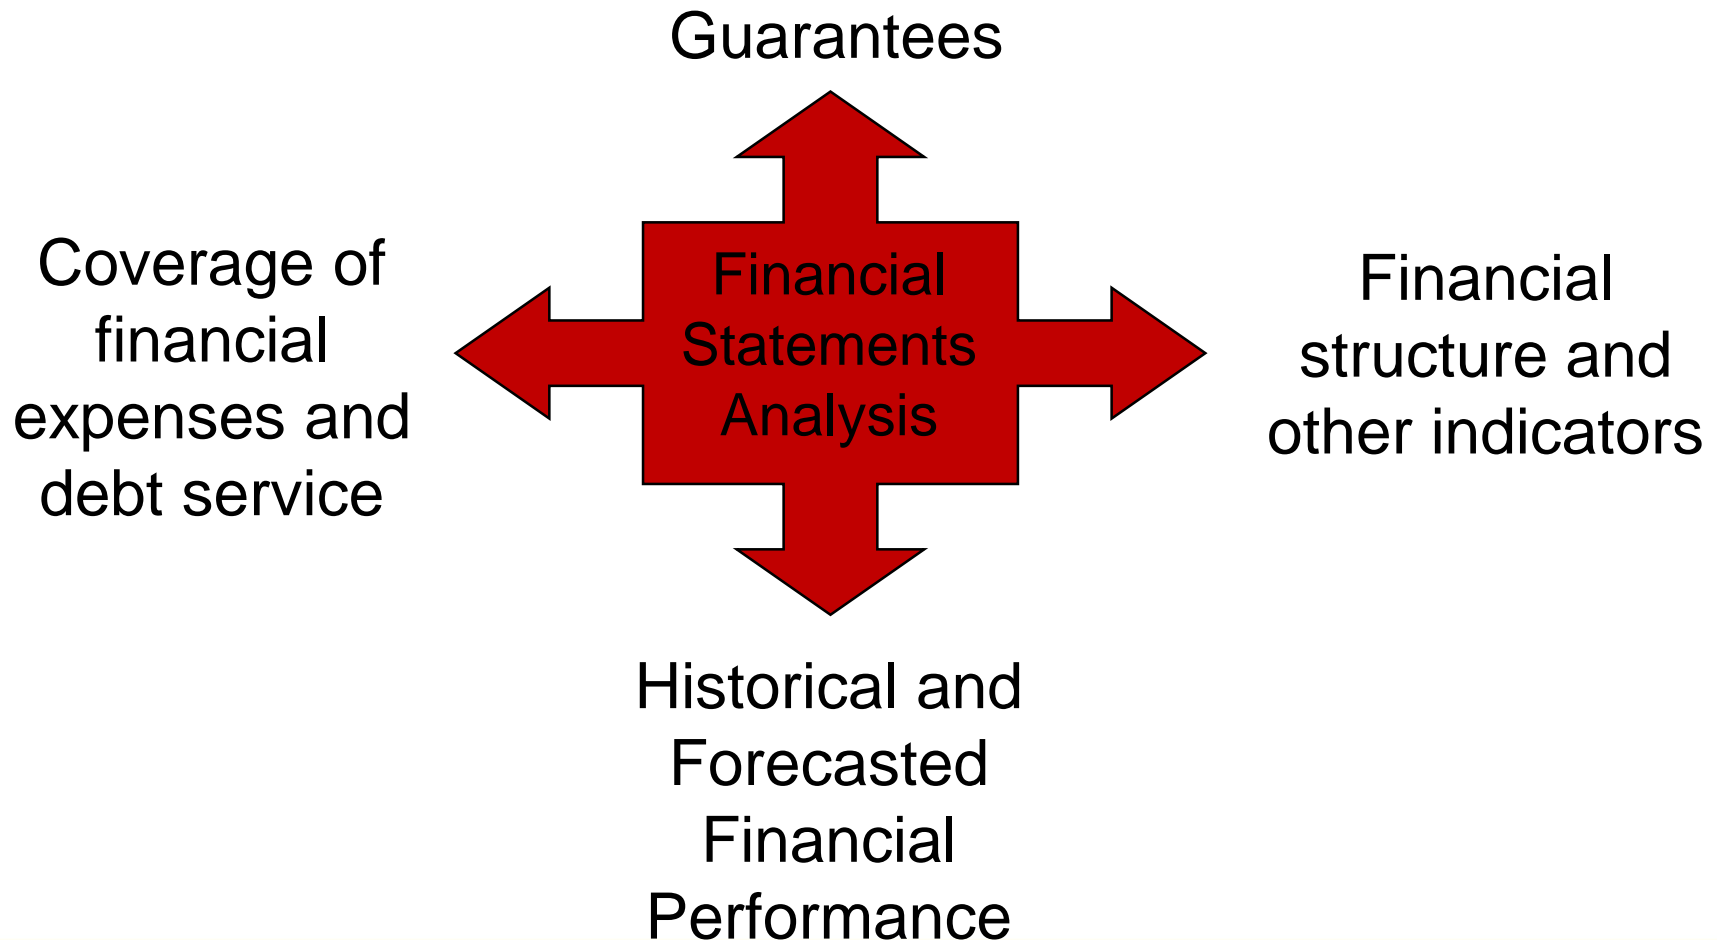 Guarantees
Coverage of
financial
expenses and
debt service
Financial
Statements
Analysis
Financial
structure and
other indicators
Historical and
Forecasted
Financial
Performance